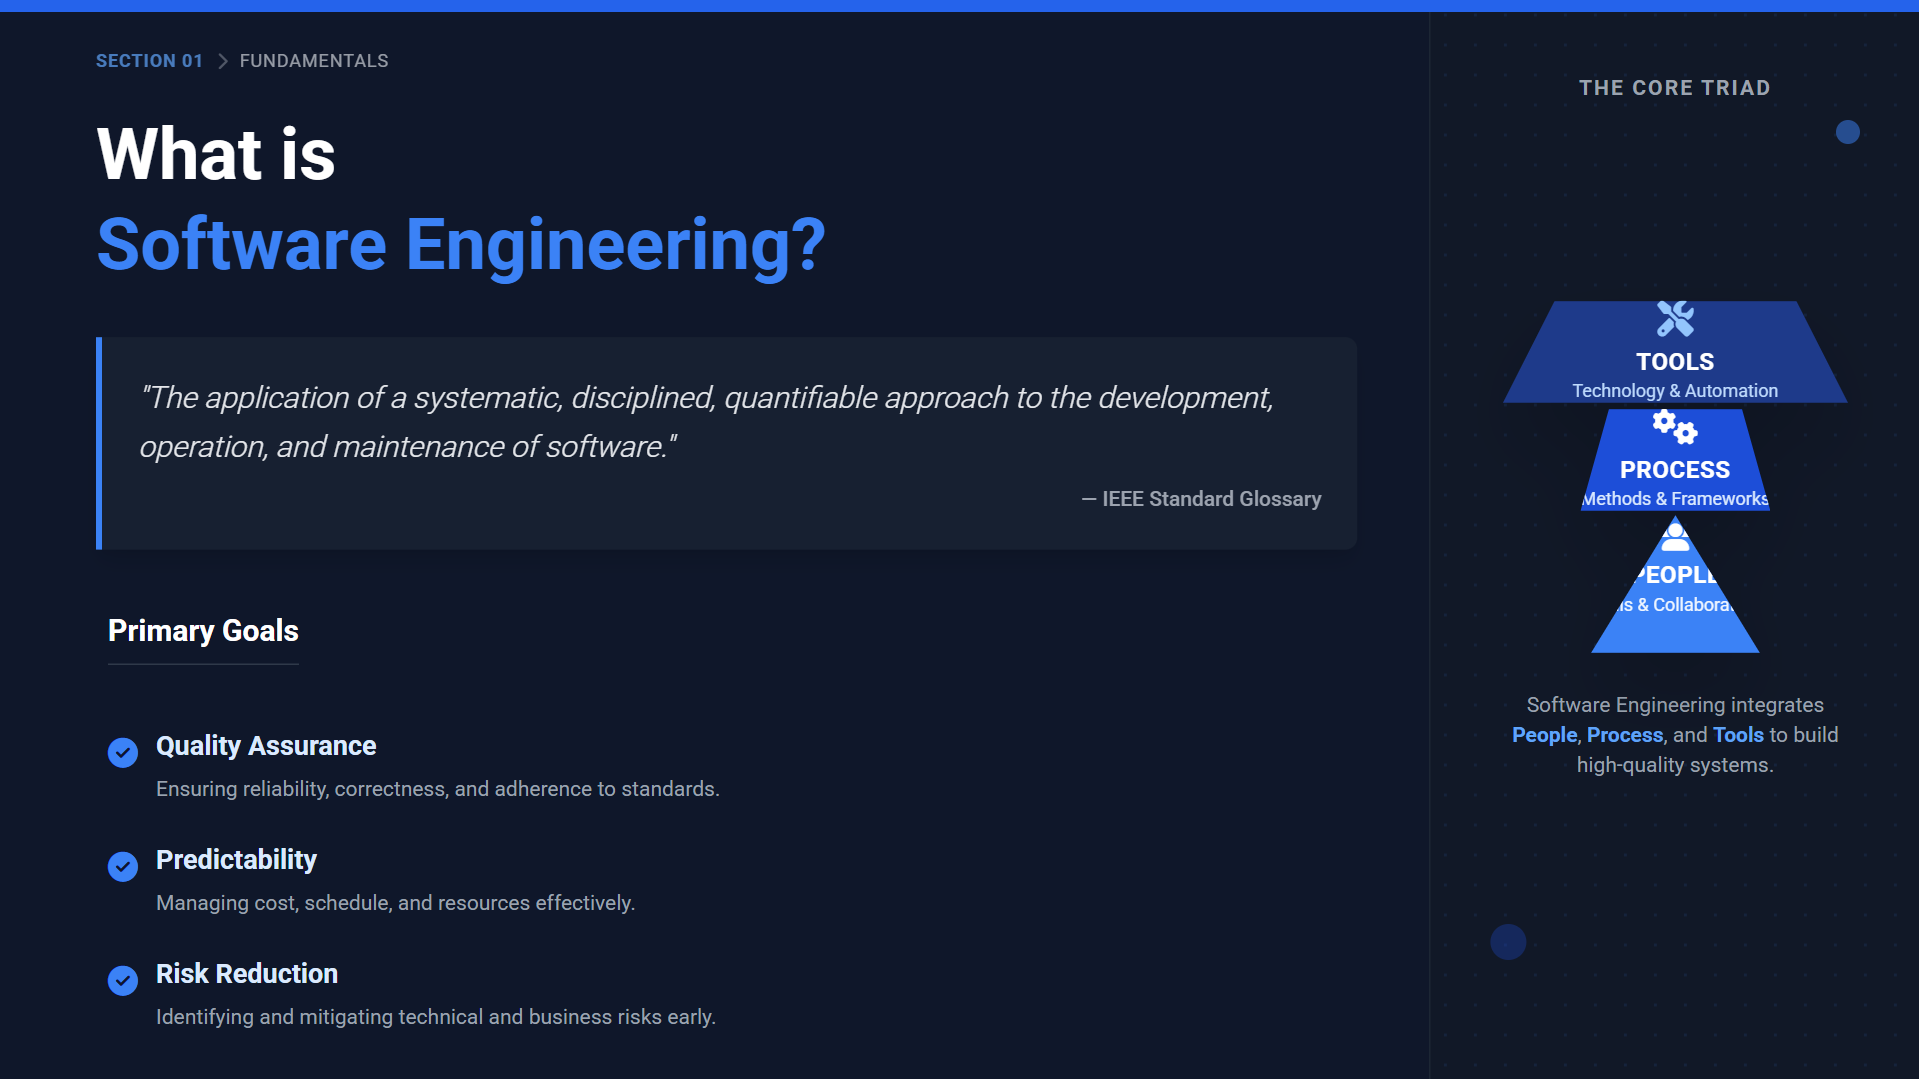 SECTION 01 > FUNDAMENTALS
What is
Software Engineering?
"The application of a systematic, disciplined, quantifiable approach to the development,
operation, and maintenance of software."
— IEEE Standard Glossary
Primary Goals
Quality Assurance
Ensuring reliability, correctness, and adherence to standards.
Predictability
Managing cost, schedule, and resources effectively.
Risk Reduction
Identifying and mitigating technical and business risks early.
THE CORE TRIAD
TOOLS
Technology & Automation
PROCESS
Methods & Frameworks
PEOPLE
& Collabora
Software Engineering integrates
People, Process, and Tools to build
high-quality systems.